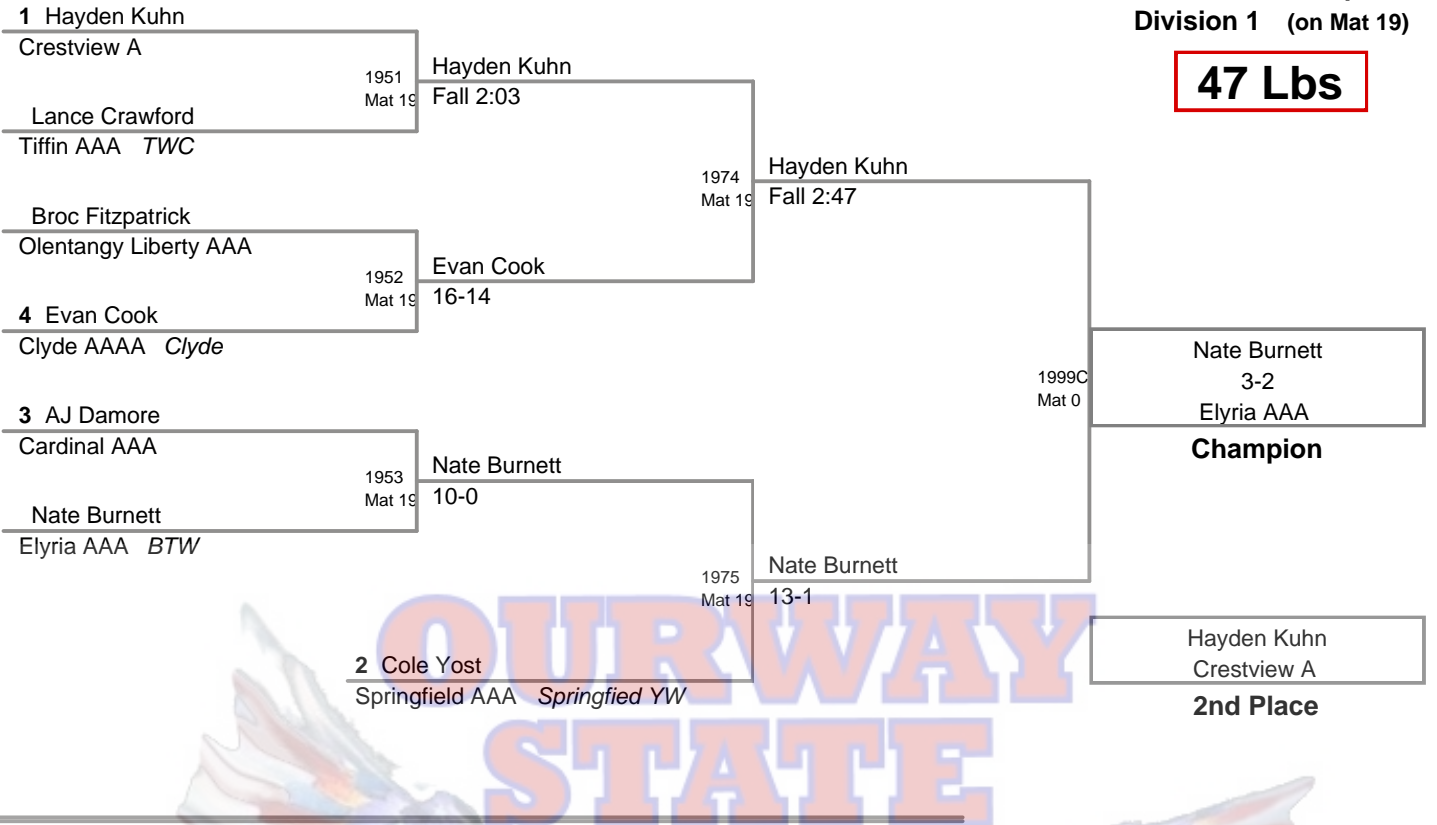 1 Hayden Kuhn
Crestview A
Lance Crawford
Tiffin AAA TWC
Broc Fitzpatrick
Olentangy Liberty AAA
4 Evan Cook
Clyde AAAA Clyde
3 AJ Damore
Cardinal AAA
Nate Burnett
Elyria AAA BTW
1951
Mat 19
Hayden Kuhn
Fall 2:03
1952
Mat 19
Evan Cook
16-14
1953
Mat 19
Nate Burnett
10-0
2 Cole Yost
Springfield AAA Springfied YW
1974
Mat 19
Hayden Kuhn
Fall 2:47
1975
Mat 19
Nate Burnett
13-1
1999C
Mat 0
Division 1 (on Mat 19)
47 Lbs
Nate Burnett
3-2
Elyria AAA
Champion
Hayden Kuhn
Crestview A
2nd Place
OURWAY
STATE